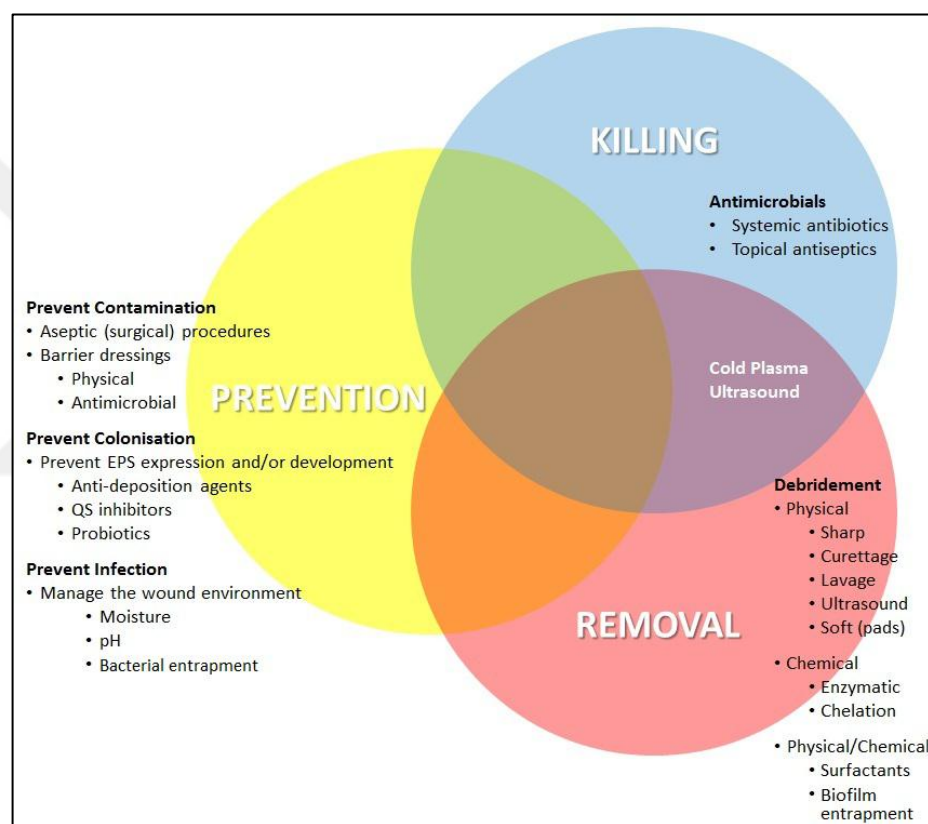 KILLING
Antimicrobials
• Systemic antibiotics
• Topical antiseptics
Prevent Contamination
• Aseptic (surgical) procedures
• Barrier dressings
• Physical
• Antimicrobial
PREVENTION
Prevent Colonisation
• Prevent EPS expression and/or development
• Anti-deposition agents
• QS inhibitors
• Probiotics
Prevent Infection
• Manage the wound environment
• Moisture
• pH
• Bacterial entrapment
Cold Plasma
Ultrasound
Debridement
• Physical
• Sharp
• Curettage
• Lavage
• Ultrasound
• Soft (pads)
REMOVAL
• Chemical
• Enzymatic
• Chelation
• Physical/Chemical
• Surfactants
• Biofilm
entrapment